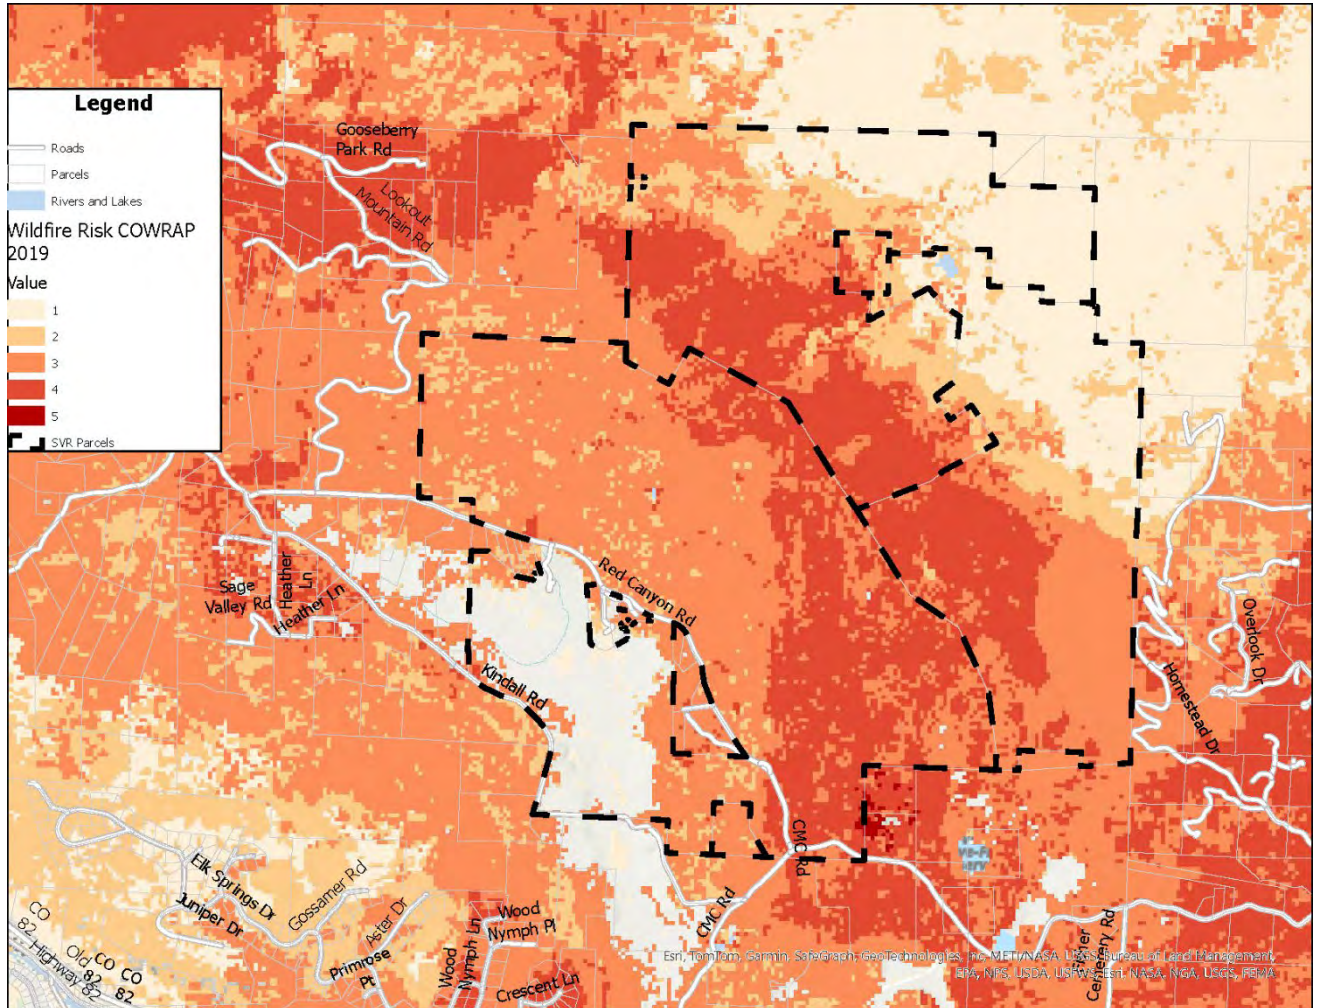 Legend
Roads
Parcels
Rivers and Lakes
Wildfire Risk COWRAP
2019
Value
1
2
3
4
5
SVR Parcels
Gooseberry
Park Rd
Lookout
Mountain Rd
Sage
Valley Rd
Heather
Ln
Heather Ln
Red Canyon Rd
Kindall Rd
Overlook Dr
Homestead Dr
CMC Rd
CMC Rd
Elk Springs Dr
Juniper Dr
Gossamer Rd
Aster Dr
Primrose
Pt
Wood
Nymph Ln
Wood
Nymph Pl
Crescent Ln
Cemetery Rd
CO
82
Highway 82
Old
82
CO
82
CO
82
Esri, TomTom, Garmin, SafeGraph, GeoTechnologies, Inc, METI/NASA, USGS, Bureau of Land Management,
EPA, NPS, USDA, USFWS, Esri, NASA, NGA, USGS, FEMA